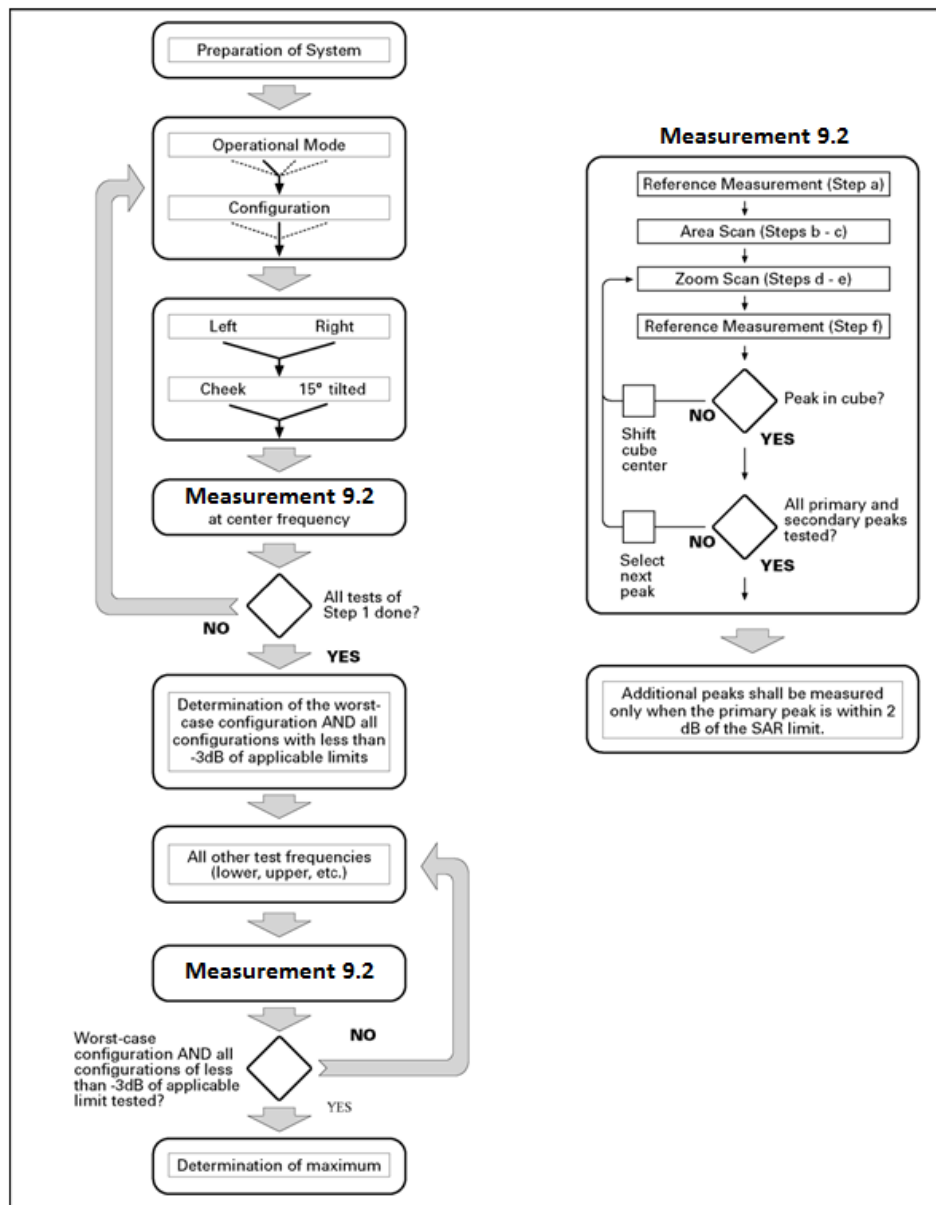 Preparation of System
Operational Mode
Configuration
Left Right
Cheek 15° tilted
Measurement 9.2
at center frequency
All tests of
Step 1 done?
NO
YES
Determination of the worst-
case configuration AND all
configurations with less than
-3dB of applicable limits
All other test frequencies
(lower, upper, etc.)
Measurement 9.2
Worst-case
configuration AND all
configurations of less
than -3dB of applicable
limit tested?
NO
YES
Determination of maximum
Measurement 9.2
Reference Measurement (Step a)
Area Scan (Steps b - c)
Zoom Scan (Steps d - e)
Reference Measurement (Step f)
Peak in cube?
NO
Shift
cube
center
YES
All primary and
secondary peaks
tested?
NO
Select
next
peak
YES
Additional peaks shall be measured
only when the primary peak is within 2
dB of the SAR limit.